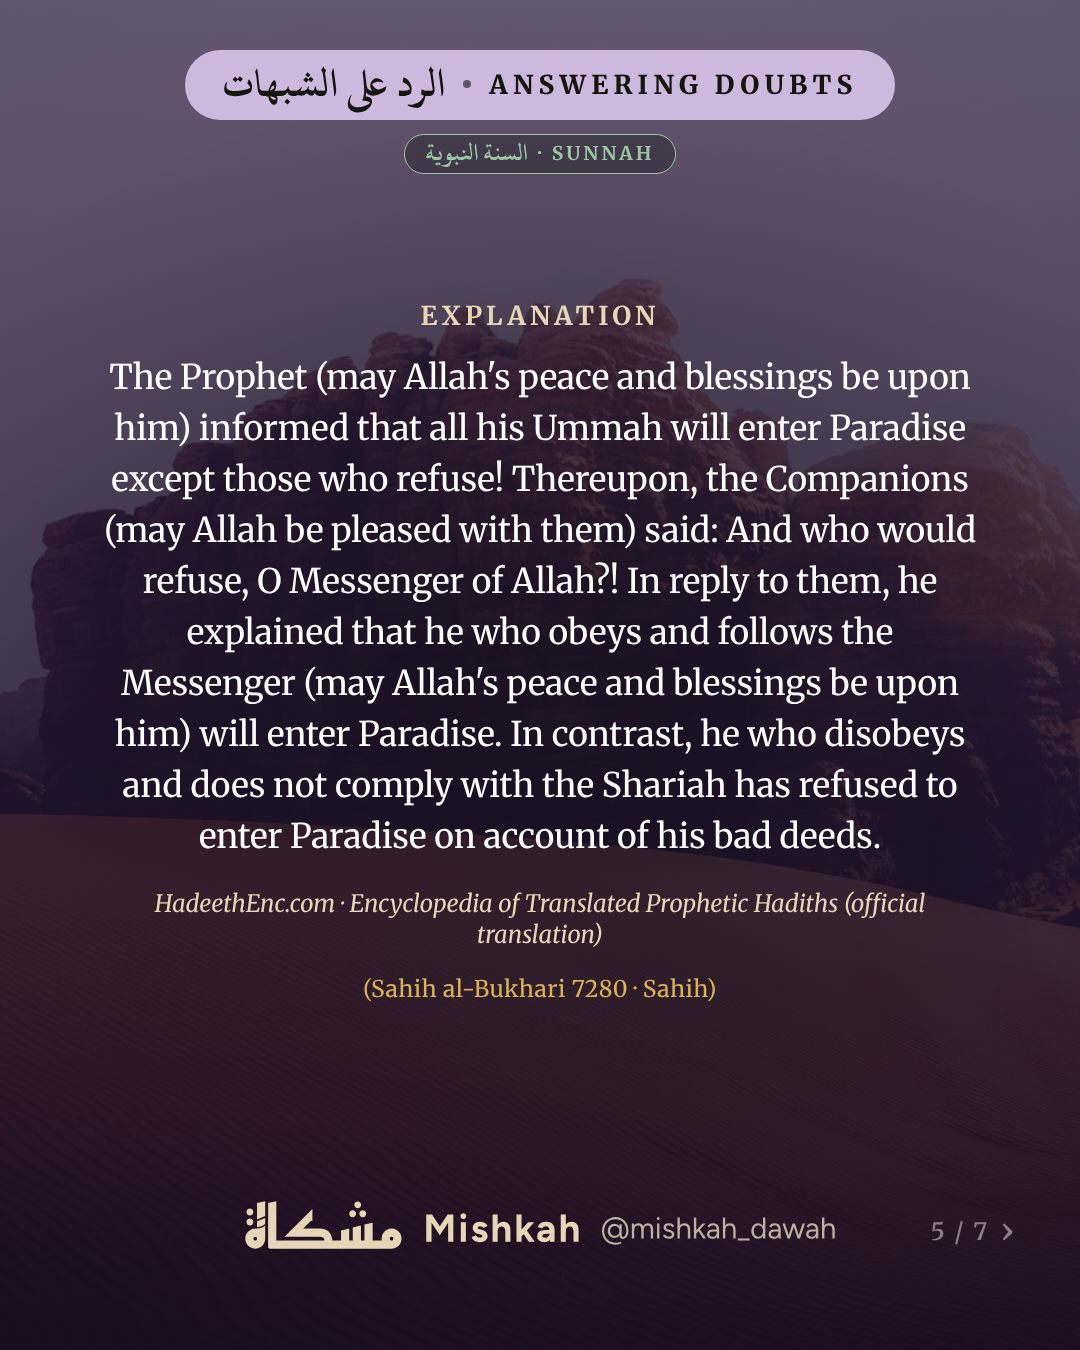 الرد على الشبهات • ANSWERING DOUBTS
السنة النبوية · SUNNAH
EXPLANATION
The Prophet (may Allah's peace and blessings be upon
him) informed that all his Ummah will enter Paradise
except those who refuse! Thereupon, the Companions
(may Allah be pleased with them) said: And who would
refuse, O Messenger of Allah?! In reply to them, he
explained that he who obeys and follows the
Messenger (may Allah's peace and blessings be upon
him) will enter Paradise. In contrast, he who disobeys
and does not comply with the Shariah has refused to
enter Paradise on account of his bad deeds.
HadeethEnc.com · Encyclopedia of Translated Prophetic Hadiths (official
translation)
(Sahih al-Bukhari 7280 · Sahih)
مشكاة Mishkah @mishkah_dawah 5 / 7 ›